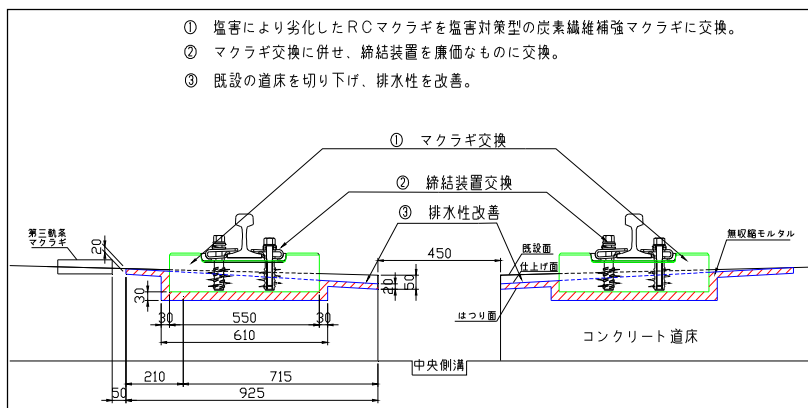 ① 塩害により劣化したRCマクラギを塩害対策型の炭素繊維補強マクラギに交換。
② マクラギ交換に併せ、締結装置を廉価なものに交換。
③ 既設の道床を切り下げ、排水性を改善。
① マクラギ交換
② 締結装置交換
③ 排水性改善
第三軌条
マクラギ
20
450
既設面
仕上げ面
無収縮モルタル
20
50
30
はつり面
30
550
30
610
コンクリート道床
中央側溝
210
715
50
925